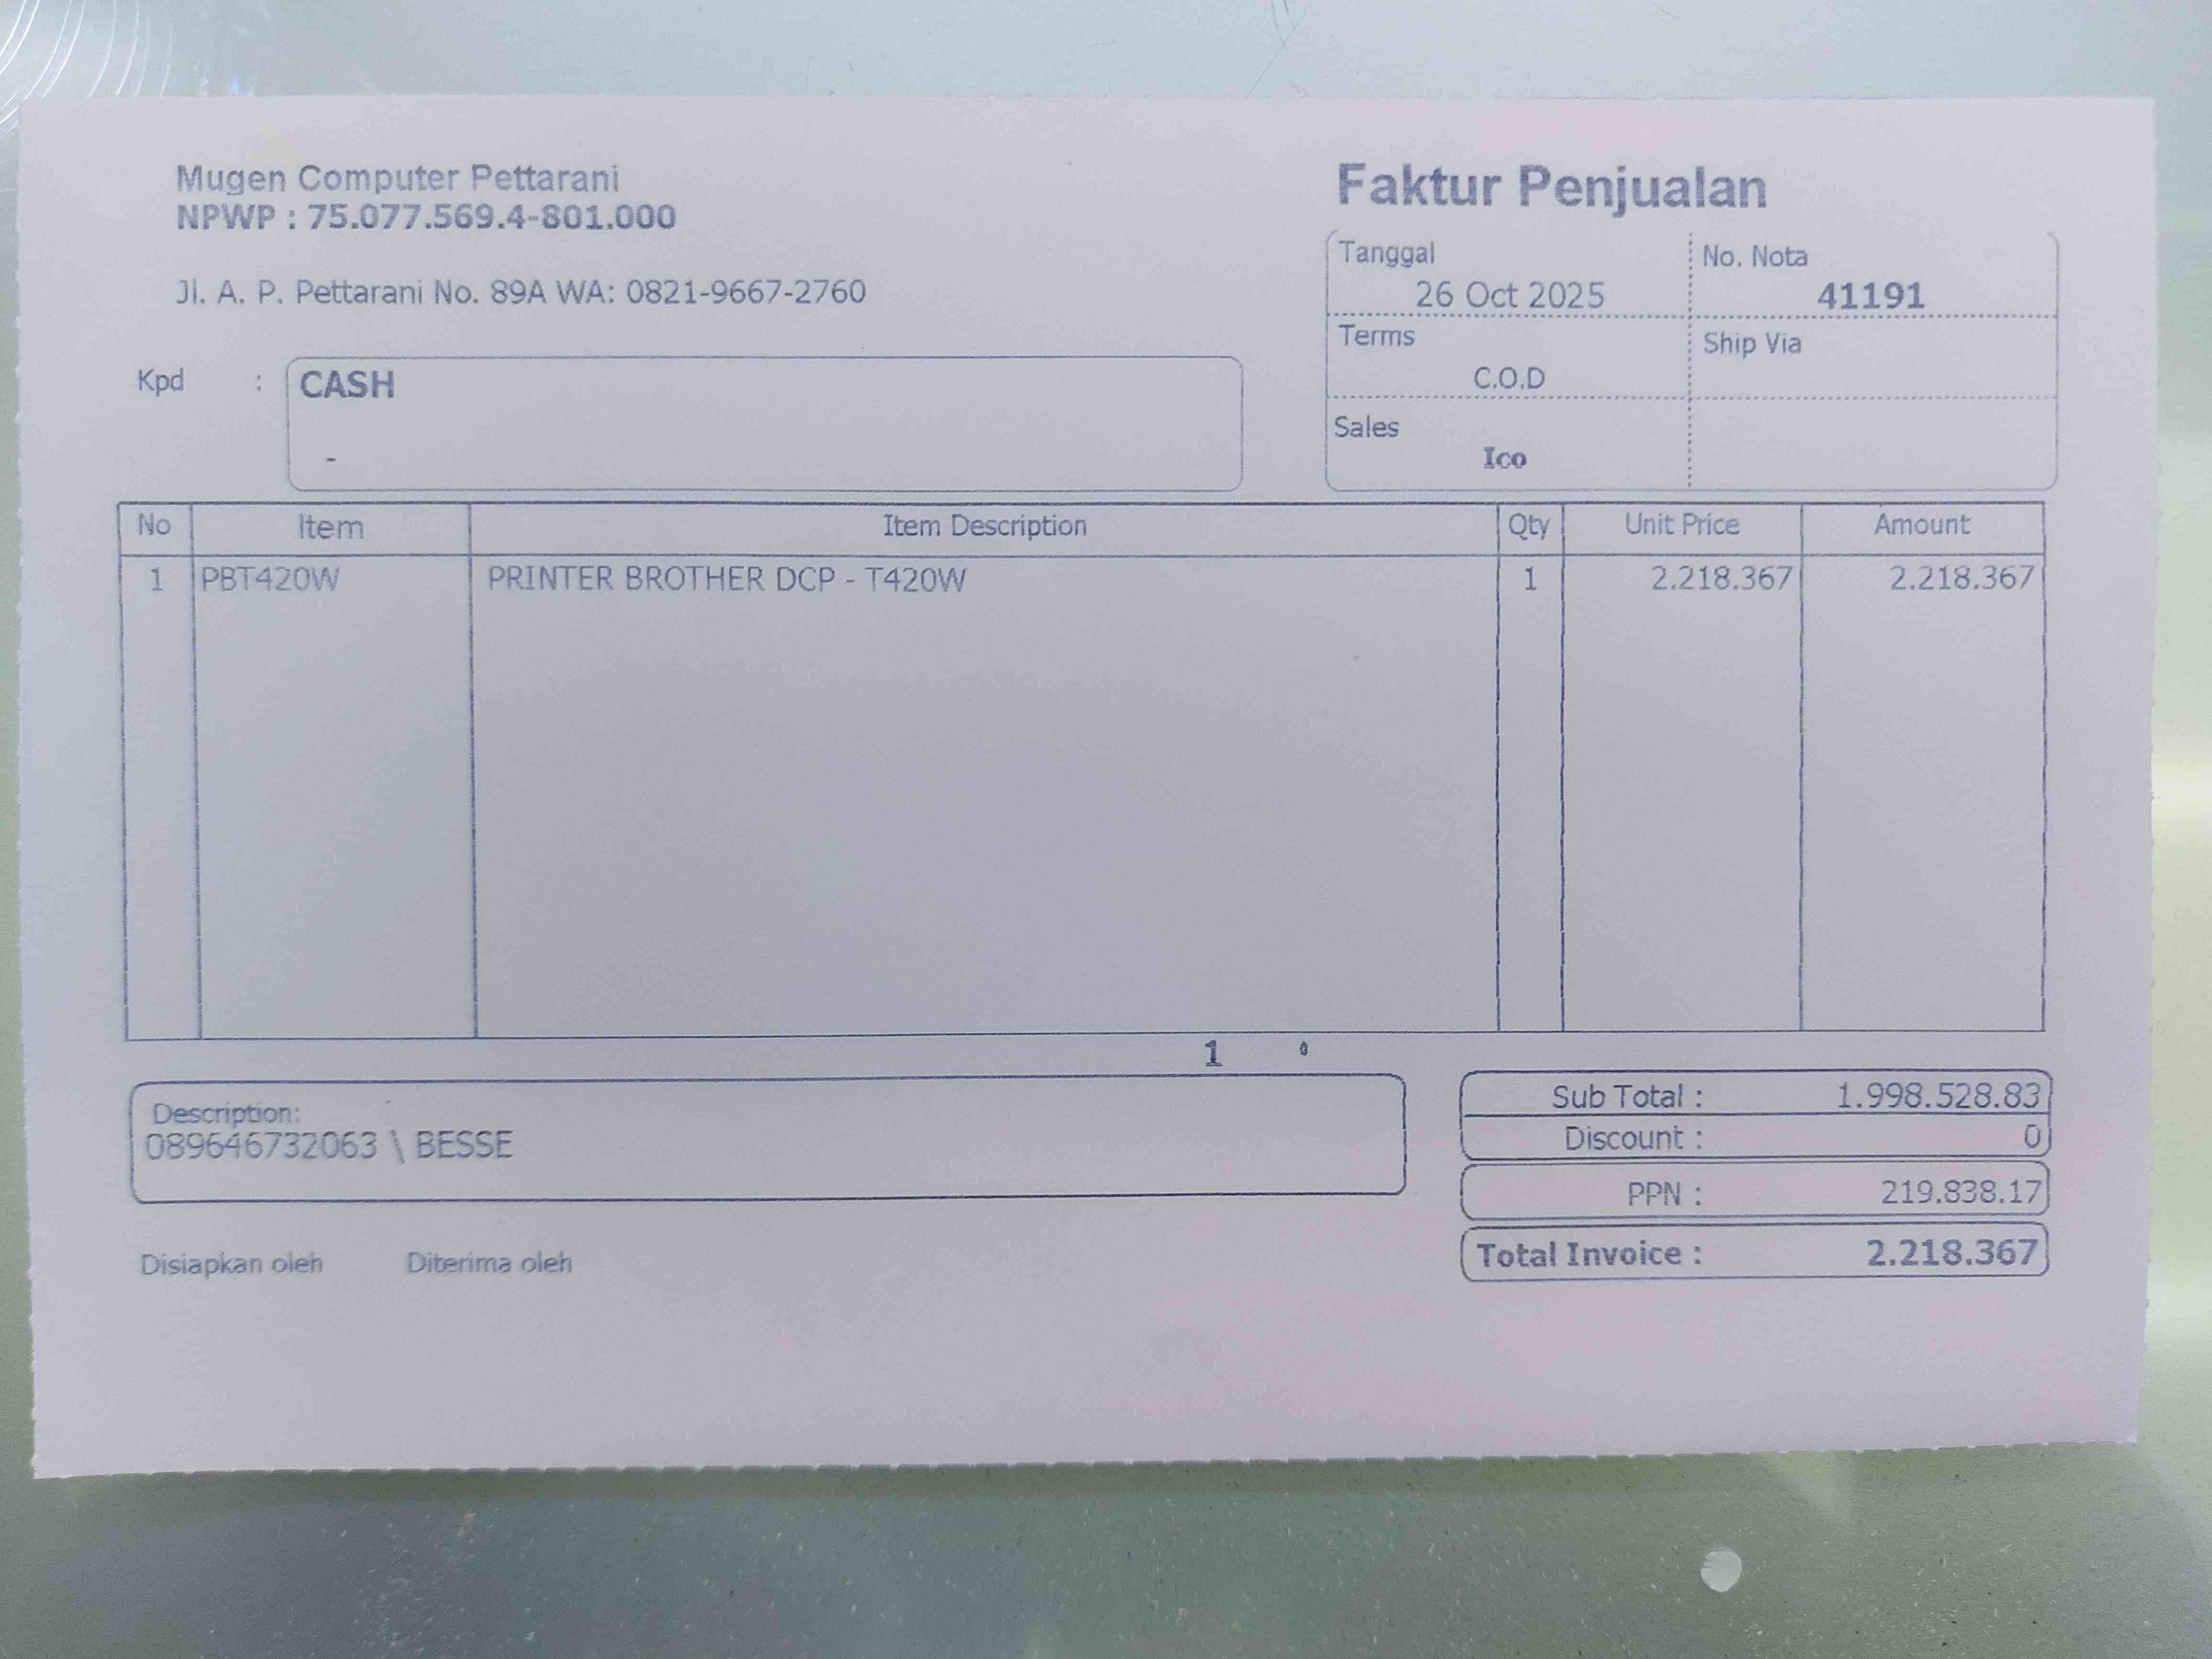 Mugen Computer Pettarani
NPWP : 75.077.569.4-801.000
Jl. A. P. Pettarani No. 89A WA: 0821-9667-2760
Kpd : CASH
-
Faktur Penjualan
Tanggal No. Nota
26 Oct 2025 41191
Terms Ship Via
C.O.D
Sales
Ico
No Item Item Description Qty Unit Price Amount
1 PBT420W PRINTER BROTHER DCP - T420W 1 2.218.367 2.218.367
1 0
Description:
089646732063 \ BESSE
Sub Total : 1.998.528.83
Discount : 0
PPN : 219.838.17
Total Invoice : 2.218.367
Disiapkan oleh Diterima oleh